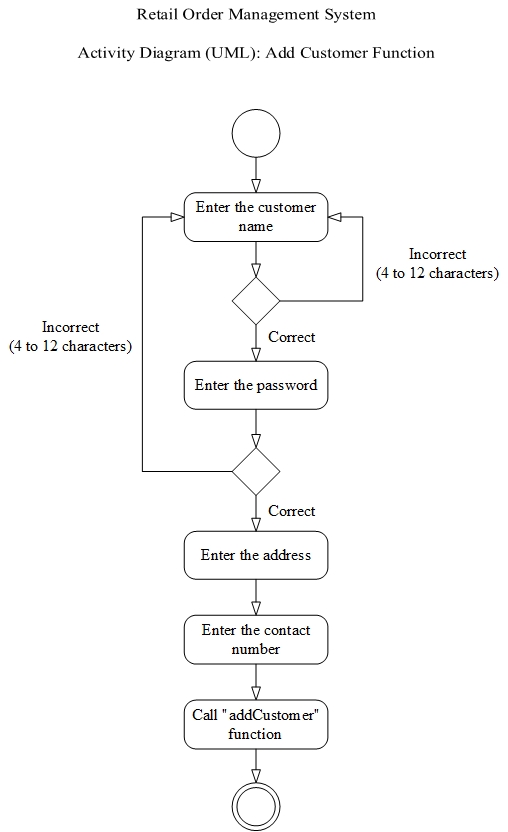 Retail Order Management System
Activity Diagram (UML): Add Customer Function
Enter the customer
name
Incorrect
(4 to 12 characters)
Correct
Incorrect
(4 to 12 characters)
Enter the password
Correct
Enter the address
Enter the contact
number
Call "addCustomer"
function